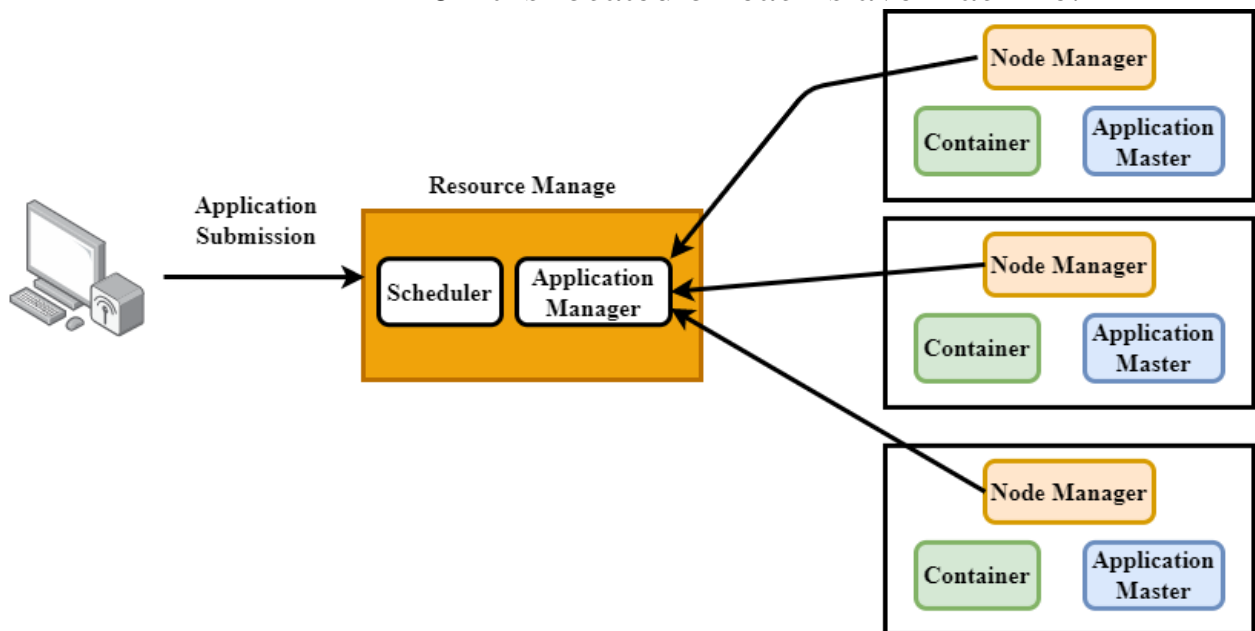 Node Manager
Container
Application
Master
Resource Manage
Application
Submission
Scheduler
Application
Manager
Node Manager
Container
Application
Master
Node Manager
Container
Application
Master